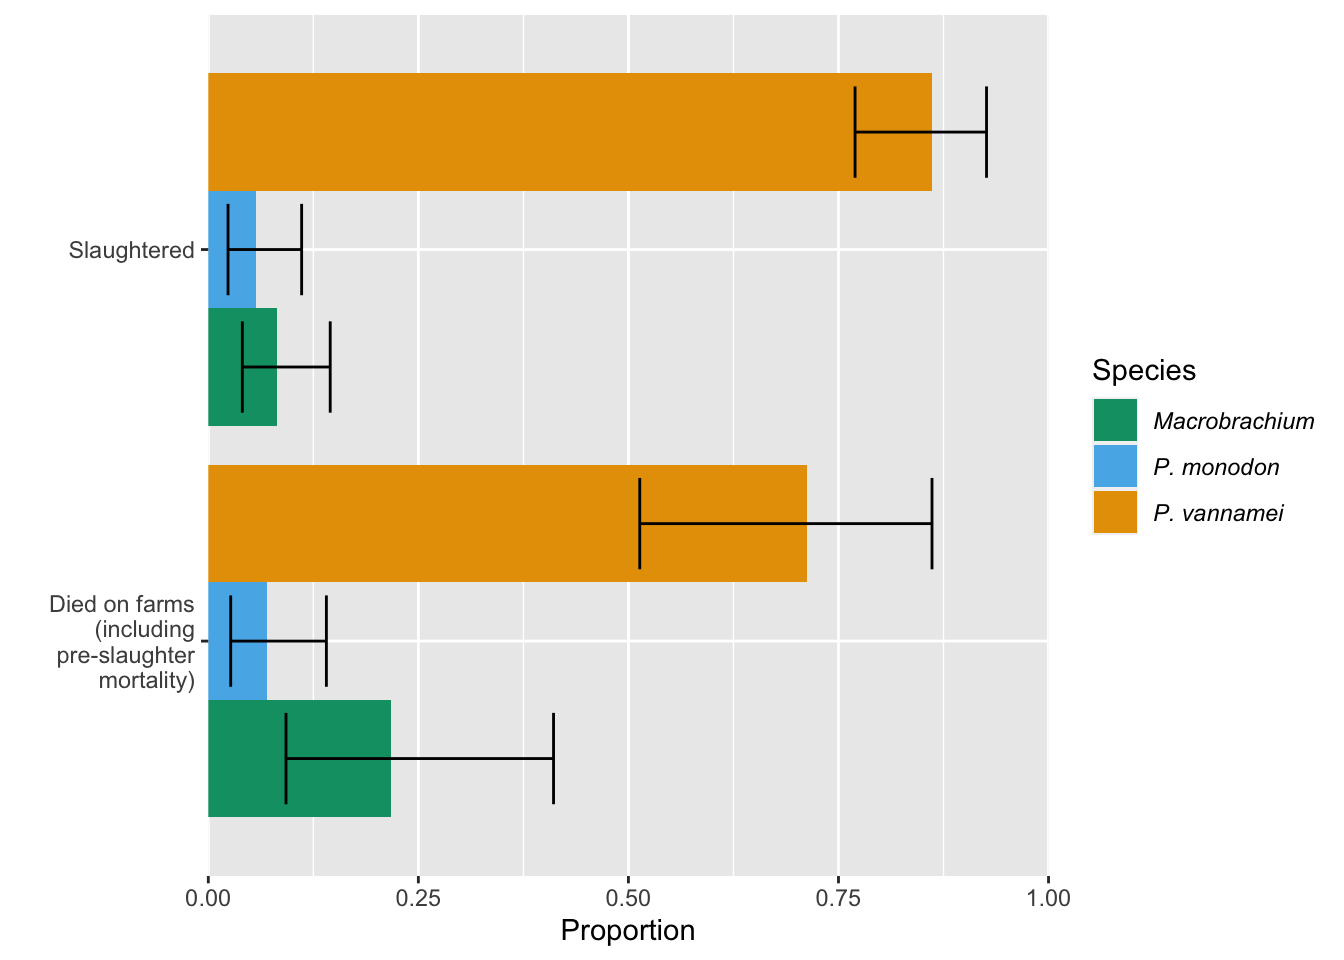 Slaughtered
Died on farms
(including
pre-slaughter
mortality)
0.00
0.25
0.50
0.75
1.00
Proportion
Species
Macrobrachium
P. monodon
P. vannamei